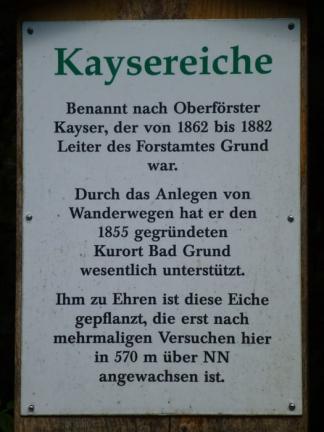 Kaysereiche
Benannt nach Oberförster
Kayser, der von 1862 bis 1882
Leiter des Forstamtes Grund
war.
Durch das Anlegen von
Wanderwegen hat er den
1855 gegründeten
Kurort Bad Grund
wesentlich unterstützt.
Ihm zu Ehren ist diese Eiche
gepflanzt, die erst nach
mehrmaligen Versuchen hier
in 570 m über NN
angewachsen ist.